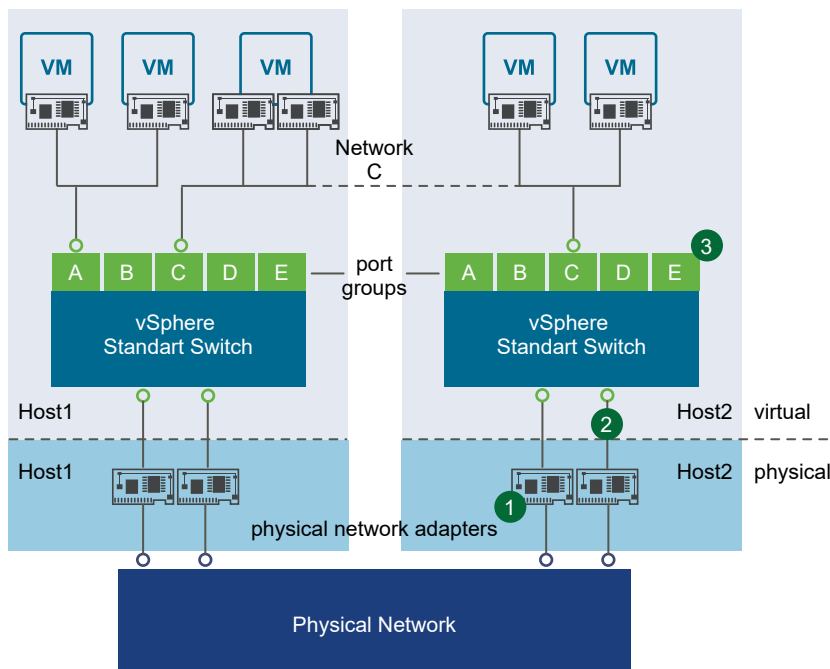 VM
VM
VM
VM
VM
Network
C
A
B
C
D
E
port
groups
A
B
C
D
E
3
vSphere
Standart Switch
vSphere
Standart Switch
Host1
2
Host2
virtual
Host1
Host2
physical
1
physical network adapters
Physical Network